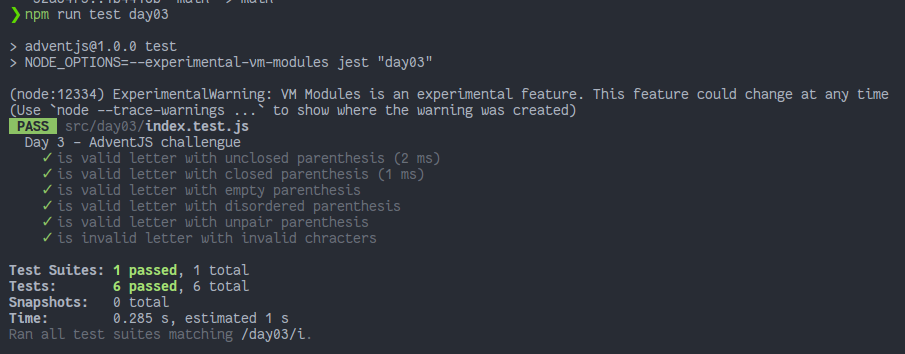 ❯ npm run test day03
> adventjs@1.0.0 test
> NODE_OPTIONS=--experimental-vm-modules jest "day03"
(node:12334) ExperimentalWarning: VM Modules is an experimental feature. This feature could change at any time
(Use `node --trace-warnings ...` to show where the warning was created)
PASS src/day03/index.test.js
Day 3 - AdventJS challengue
✓ is valid letter with unclosed parenthesis (2 ms)
✓ is valid letter with closed parenthesis (1 ms)
✓ is valid letter with empty parenthesis
✓ is valid letter with disordered parenthesis
✓ is valid letter with unpair parenthesis
✓ is invalid letter with invalid chracters
Test Suites: 1 passed, 1 total
Tests: 6 passed, 6 total
Snapshots: 0 total
Time: 0.285 s, estimated 1 s
Ran all test suites matching /day03/i.